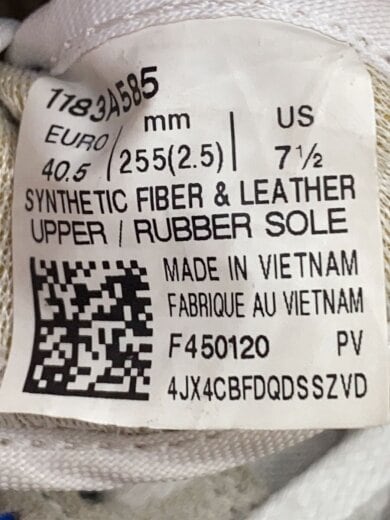 1183A585
EURO mm US
40.5 255(2.5) 7½
SYNTHETIC FIBER & LEATHER
UPPER / RUBBER SOLE
MADE IN VIETNAM
FABRIQUE AU VIETNAM
F450120 PV
4JX4CBFDQDSSZVD